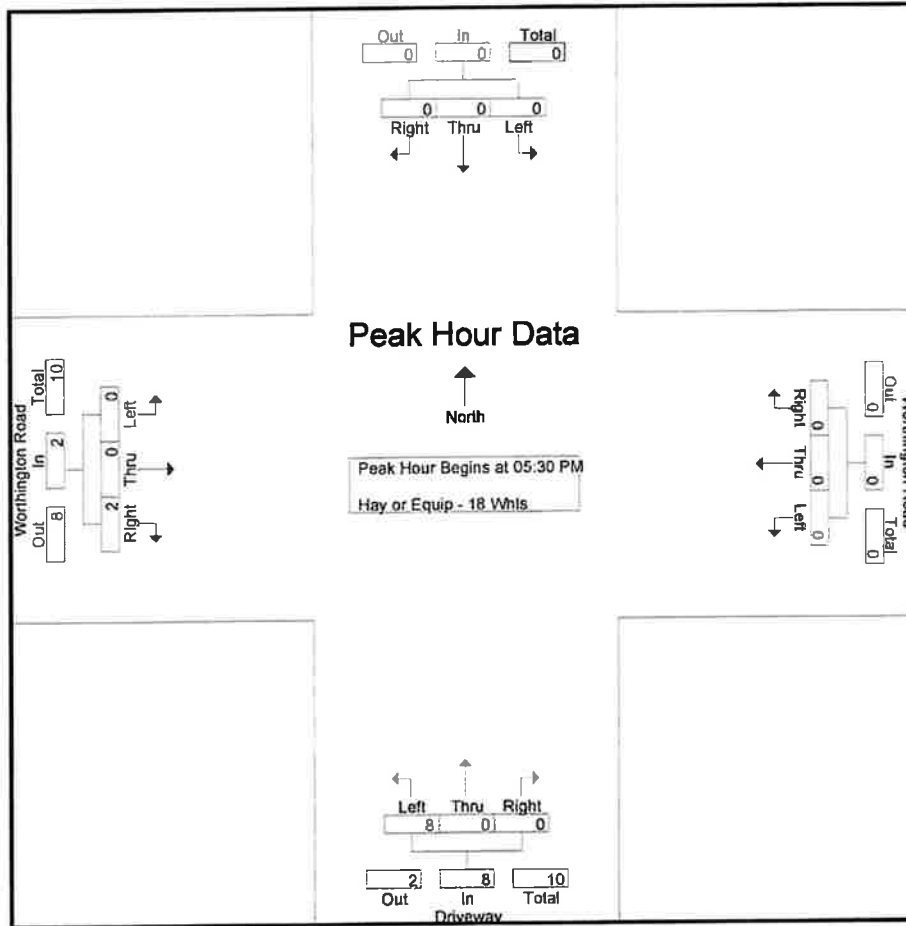 Out In Total
0 0 0
0 0 0
Right Thru Left
Peak Hour Data
North
Peak Hour Begins at 05:30 PM
Hay or Equip - 18 Whls
Worthington Road
Out In Total
8 2 10
Right Thru Left
2 0 0
Out In Total
0 0 0
Right Thru Left
0 0 0
Left Thru Right
8 0 0
2 8 10
Out In Total
Driveway